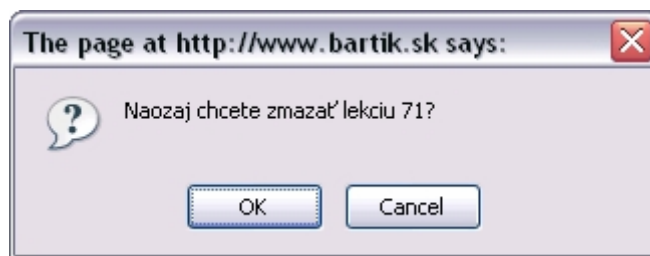 The page at http://www.bartik.sk says:
Naozaj chcete zmazať lekciu 71?
OK
Cancel